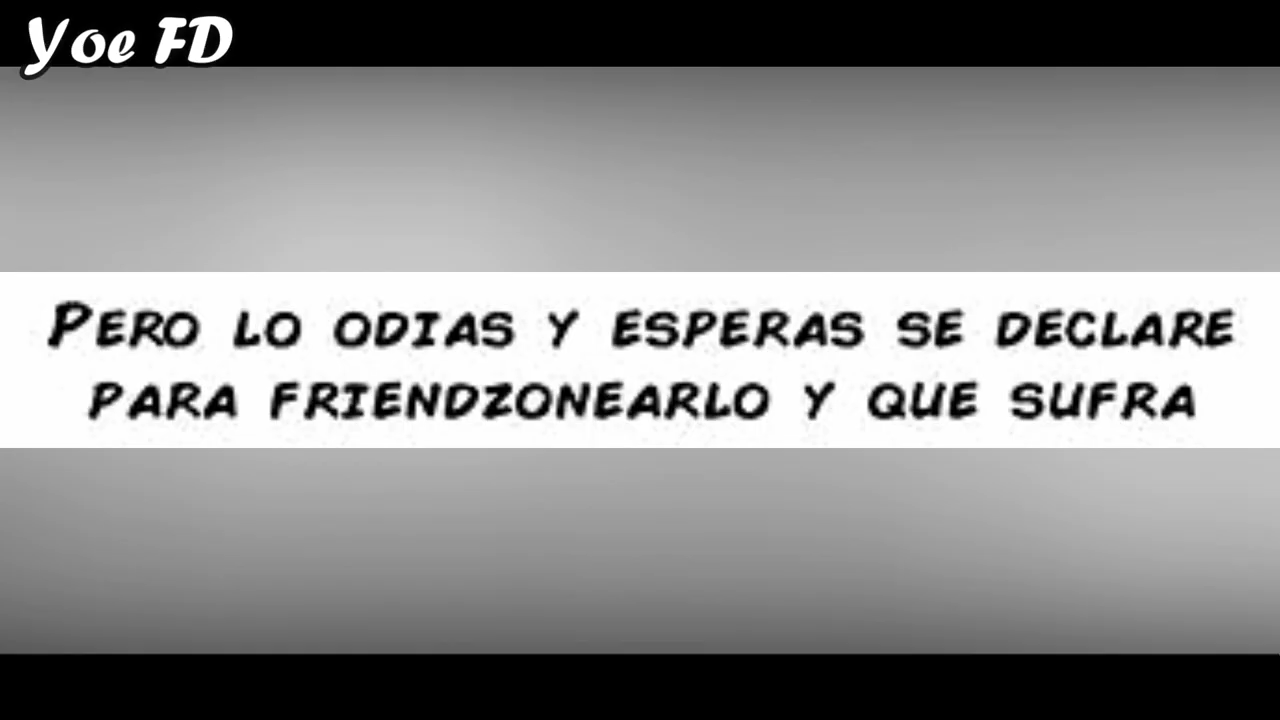 Yoe FD
PERO LO ODIAS Y ESPERAS SE DECLARE
PARA FRIENDZONEARLO Y QUE SUFRA